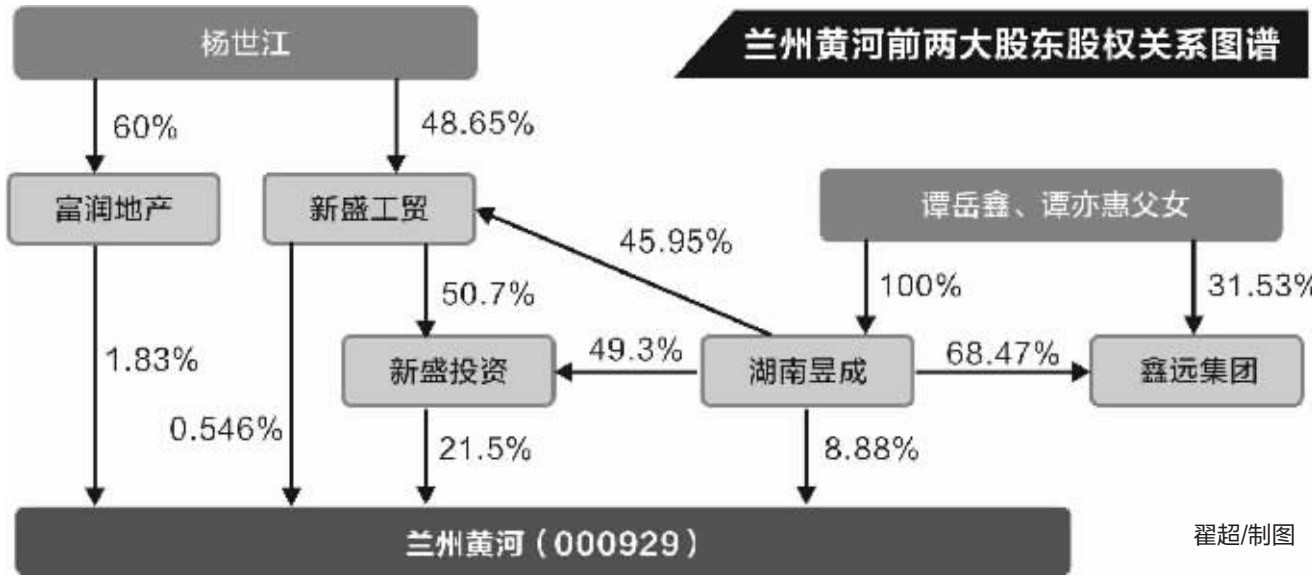 杨世江
兰州黄河前两大股东股权关系图谱
60%
48.65%
富润地产
新盛工贸
谭岳鑫、谭亦惠父女
45.95%
50.7%
100%
31.53%
1.83%
新盛投资
49.3%
湖南昱成
68.47%
鑫远集团
0.546%
21.5%
8.88%
兰州黄河（000929）
翟超/制图